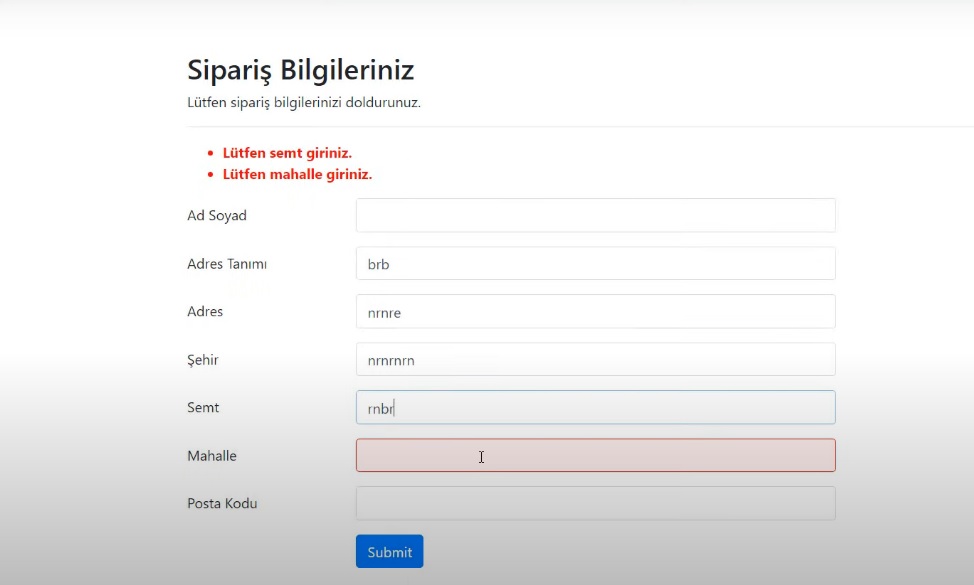 Sipariş Bilgileriniz
Lütfen sipariş bilgilerinizi doldurunuz.
Lütfen semt giriniz.
Lütfen mahalle giriniz.
Ad Soyad
Adres Tanımı brb
Adres nrnre
Şehir nrnrnrn
Semt rnbr
Mahalle
Posta Kodu
Submit